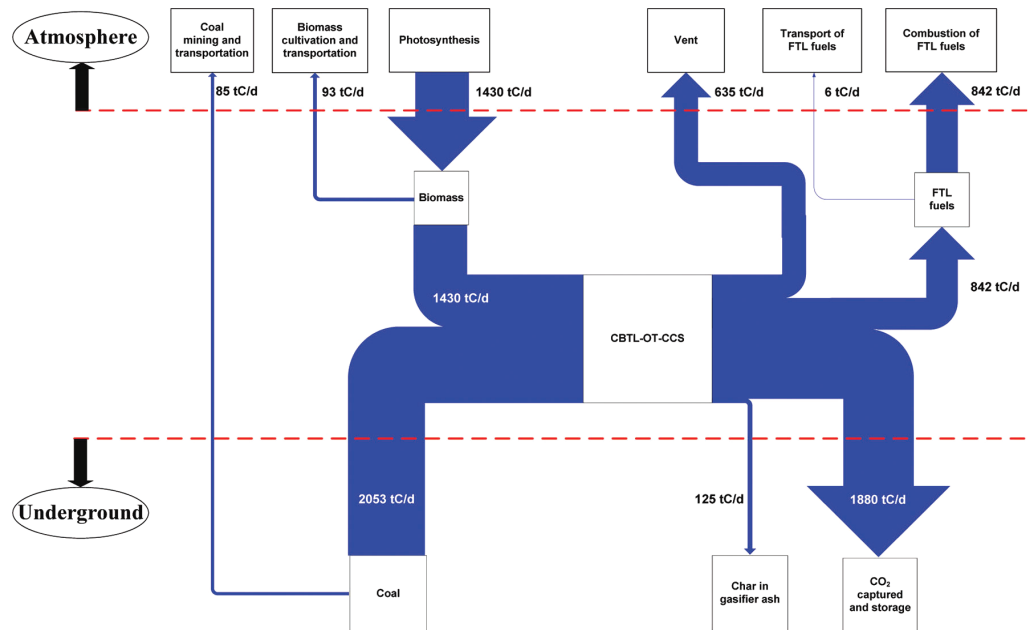 Atmosphere
Coal
mining and
transportation
Biomass
cultivation and
transportation
Photosynthesis
Vent
Transport of
FTL fuels
Combustion of
FTL fuels
85 tC/d
93 tC/d
1430 tC/d
635 tC/d
6 tC/d
842 tC/d
Biomass
FTL
fuels
1430 tC/d
842 tC/d
CBTL-OT-CCS
2053 tC/d
125 tC/d
1880 tC/d
Underground
Coal
Char in
gasifier ash
CO₂
captured
and storage